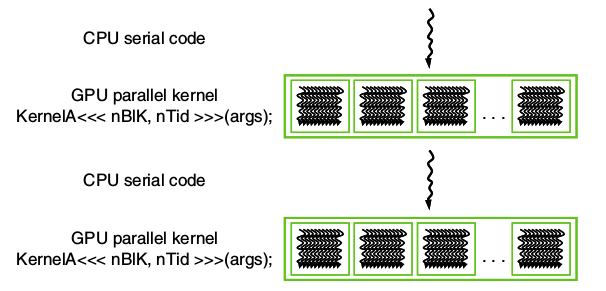 CPU serial code
GPU parallel kernel
KernelA<<< nBlK, nTid >>>(args);
. . .
CPU serial code
GPU parallel kernel
KernelA<<< nBlK, nTid >>>(args);
. . .